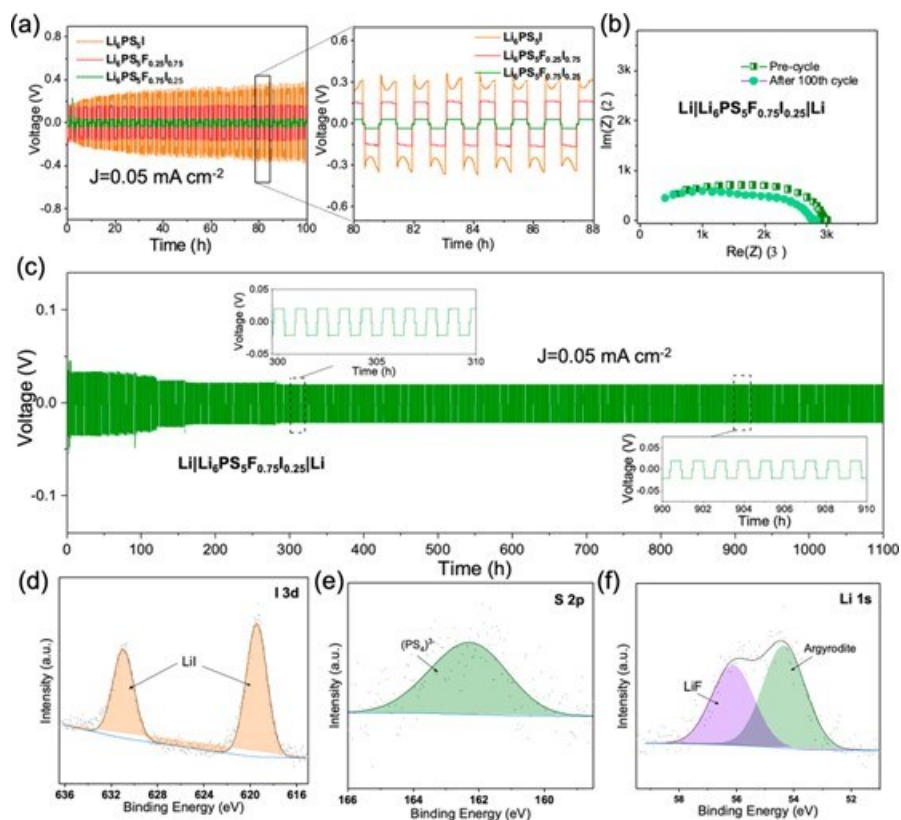 (a)
Li₆PS₅I
Li₆PS₅F₀.₂₅I₀.₇₅
Li₆PS₅F₀.₇₅I₀.₂₅
J=0.05 mA cm⁻²
Voltage (V)
0.8
0.4
0.0
-0.4
-0.8
0 20 40 60 80 100
Time (h)
Li₆PS₅I
Li₆PS₅F₀.₂₅I₀.₇₅
Li₆PS₅F₀.₇₅I₀.₂₅
Voltage (V)
0.6
0.3
0.0
-0.3
-0.6
80 82 84 86 88
Time (h)
(b)
Pre-cycle
After 100th cycle
Li|Li₆PS₅F₀.₇₅I₀.₂₅|Li
Im(Z) (2 )
3k
2k
1k
0
0 1k 2k 3k
Re(Z) (3 )
(c)
Voltage (V)
0.1
0.0
-0.1
Voltage (V)
0.05
0.00
-0.05
300 305 310
Time (h)
J=0.05 mA cm⁻²
Li|Li₆PS₅F₀.₇₅I₀.₂₅|Li
Voltage (V)
0.05
0.00
-0.05
900 902 904 906 908 910
Time (h)
0 100 200 300 400 500 600 700 800 900 1000 1100
Time (h)
(d)
I 3d
LiI
Intensity (a.u.)
636 632 628 624 620 616
Binding Energy (eV)
(e)
S 2p
(PS₄)³⁻
Intensity (a.u.)
166 164 162 160
Binding Energy (eV)
(f)
Li 1s
LiF
Argyrodite
Intensity (a.u.)
58 56 54 52
Binding Energy (eV)